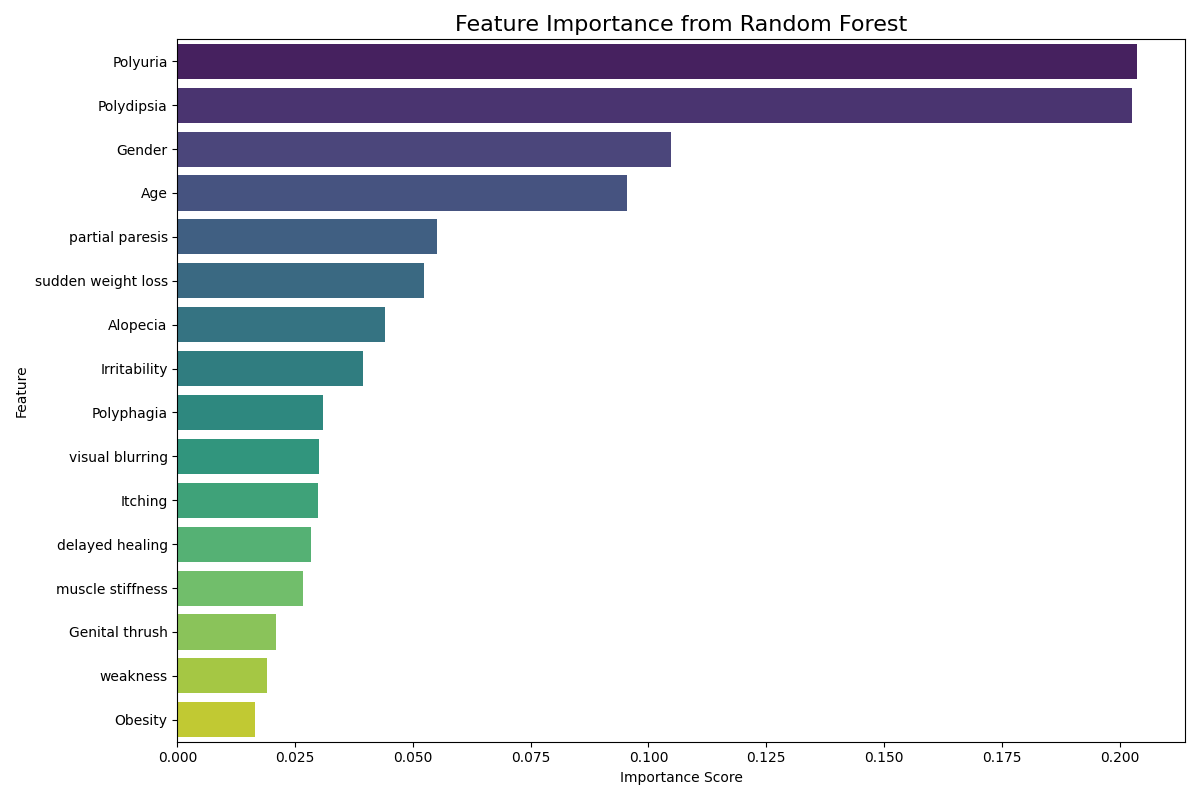 Feature Importance from Random Forest
Feature
Polyuria
Polydipsia
Gender
Age
partial paresis
sudden weight loss
Alopecia
Irritability
Polyphagia
visual blurring
Itching
delayed healing
muscle stiffness
Genital thrush
weakness
Obesity
0.000 0.025 0.050 0.075 0.100 0.125 0.150 0.175 0.200
Importance Score